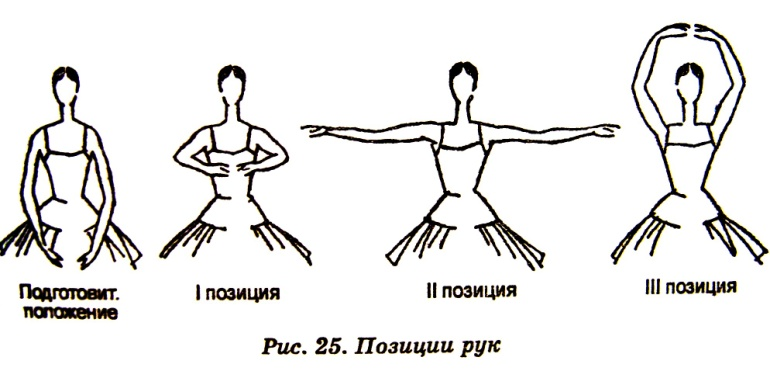 Подготовит.
положение
I позиция
II позиция
III позиция
Рис. 25. Позиции рук